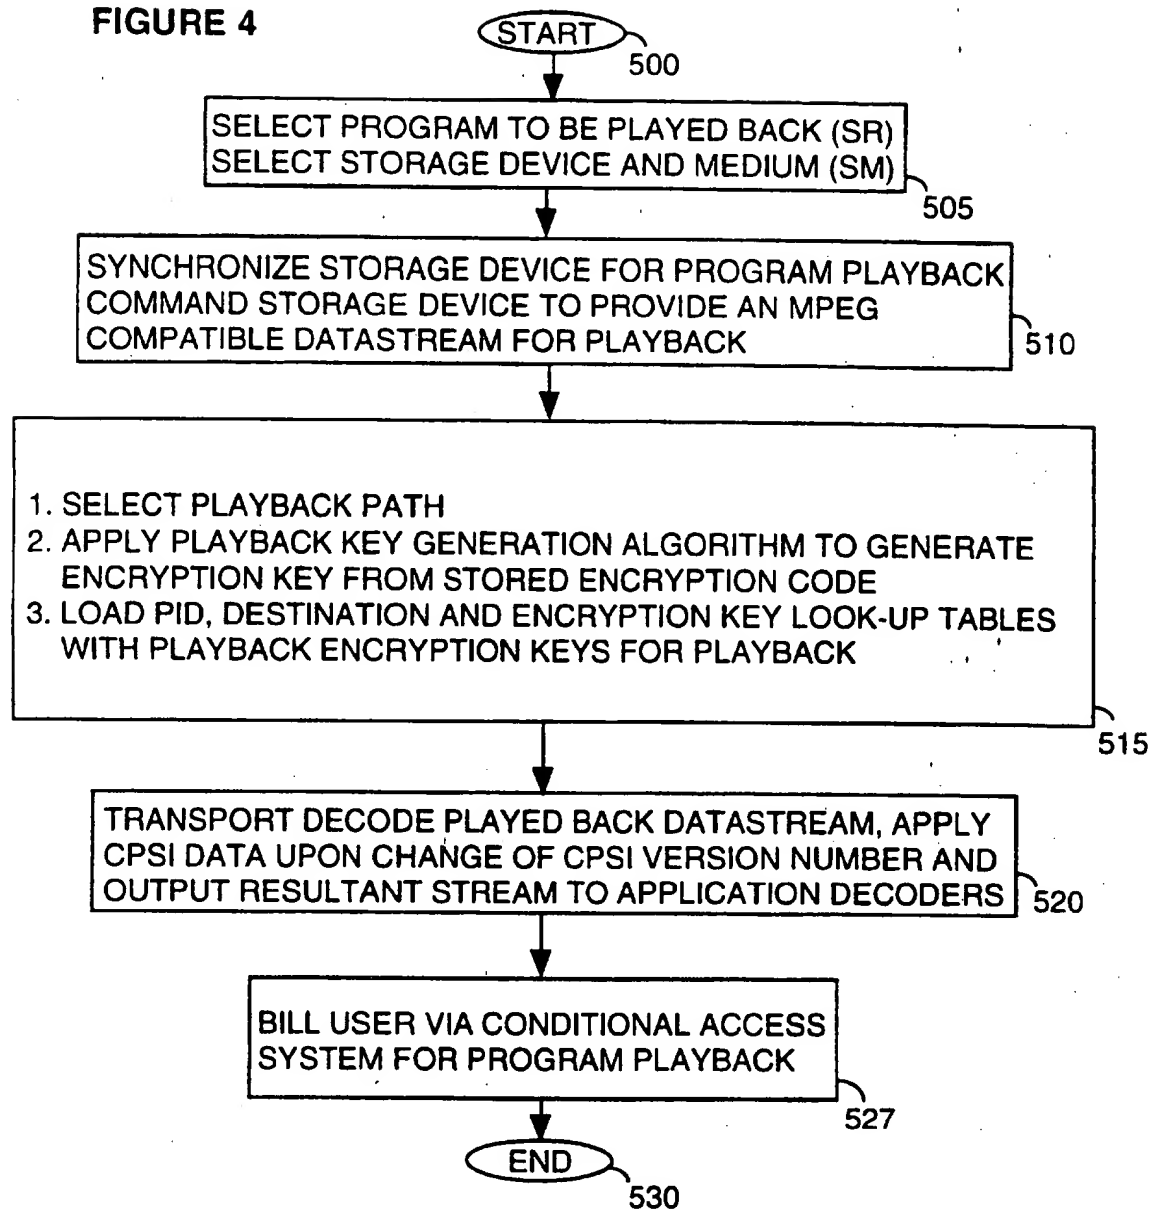 FIGURE 4
START
500
SELECT PROGRAM TO BE PLAYED BACK (SR)
SELECT STORAGE DEVICE AND MEDIUM (SM)
505
SYNCHRONIZE STORAGE DEVICE FOR PROGRAM PLAYBACK
COMMAND STORAGE DEVICE TO PROVIDE AN MPEG
COMPATIBLE DATASTREAM FOR PLAYBACK
510
1. SELECT PLAYBACK PATH
2. APPLY PLAYBACK KEY GENERATION ALGORITHM TO GENERATE
ENCRYPTION KEY FROM STORED ENCRYPTION CODE
3. LOAD PID, DESTINATION AND ENCRYPTION KEY LOOK-UP TABLES
WITH PLAYBACK ENCRYPTION KEYS FOR PLAYBACK
515
TRANSPORT DECODE PLAYED BACK DATASTREAM, APPLY
CPSI DATA UPON CHANGE OF CPSI VERSION NUMBER AND
OUTPUT RESULTANT STREAM TO APPLICATION DECODERS
520
BILL USER VIA CONDITIONAL ACCESS
SYSTEM FOR PROGRAM PLAYBACK
527
END
530